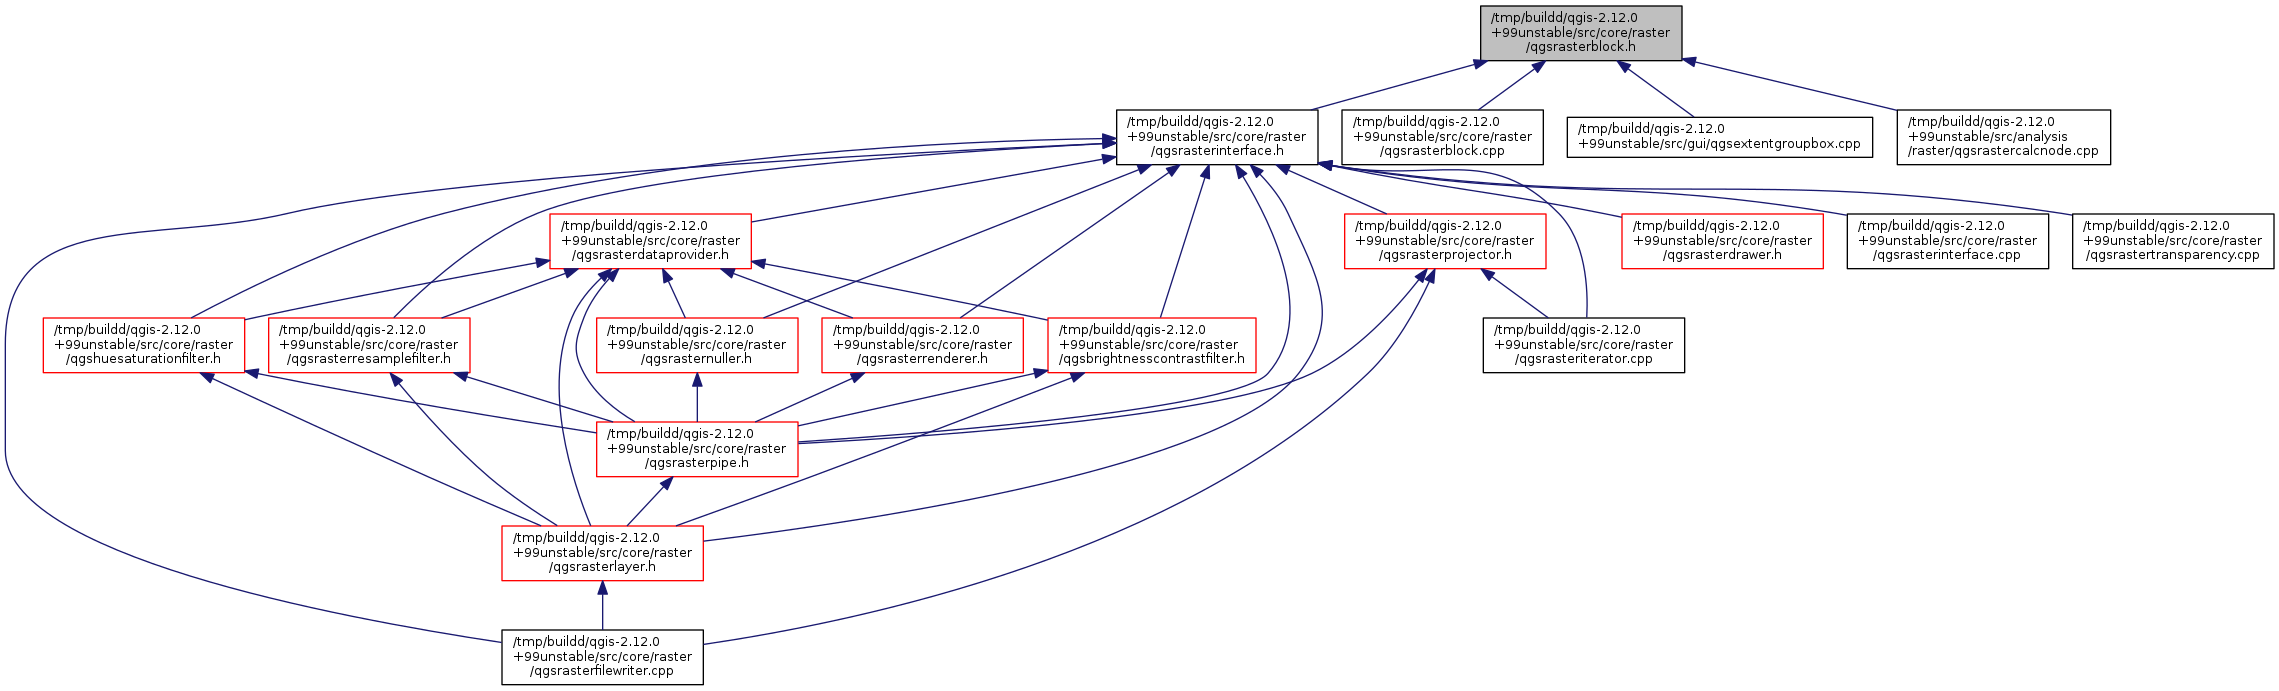 /tmp/buildd/qgis-2.12.0
+99unstable/src/core/raster
/qgsrasterblock.h
/tmp/buildd/qgis-2.12.0
+99unstable/src/core/raster
/qgsrasterinterface.h
/tmp/buildd/qgis-2.12.0
+99unstable/src/core/raster
/qgsrasterblock.cpp
/tmp/buildd/qgis-2.12.0
+99unstable/src/gui/qgsextentgroupbox.cpp
/tmp/buildd/qgis-2.12.0
+99unstable/src/analysis
/raster/qgsrastercalcnode.cpp
/tmp/buildd/qgis-2.12.0
+99unstable/src/core/raster
/qgsrasterdataprovider.h
/tmp/buildd/qgis-2.12.0
+99unstable/src/core/raster
/qgsrasterprojector.h
/tmp/buildd/qgis-2.12.0
+99unstable/src/core/raster
/qgsrasterdrawer.h
/tmp/buildd/qgis-2.12.0
+99unstable/src/core/raster
/qgsrasterinterface.cpp
/tmp/buildd/qgis-2.12.0
+99unstable/src/core/raster
/qgsrastertransparency.cpp
/tmp/buildd/qgis-2.12.0
+99unstable/src/core/raster
/qgshuesaturationfilter.h
/tmp/buildd/qgis-2.12.0
+99unstable/src/core/raster
/qgsrasterresamplefilter.h
/tmp/buildd/qgis-2.12.0
+99unstable/src/core/raster
/qgsrasternuller.h
/tmp/buildd/qgis-2.12.0
+99unstable/src/core/raster
/qgsrasterrenderer.h
/tmp/buildd/qgis-2.12.0
+99unstable/src/core/raster
/qgsbrightnesscontrastfilter.h
/tmp/buildd/qgis-2.12.0
+99unstable/src/core/raster
/qgsrasteriterator.cpp
/tmp/buildd/qgis-2.12.0
+99unstable/src/core/raster
/qgsrasterpipe.h
/tmp/buildd/qgis-2.12.0
+99unstable/src/core/raster
/qgsrasterlayer.h
/tmp/buildd/qgis-2.12.0
+99unstable/src/core/raster
/qgsrasterfilewriter.cpp